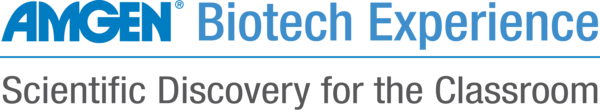 AMGEN® Biotech Experience
Scientific Discovery for the Classroom